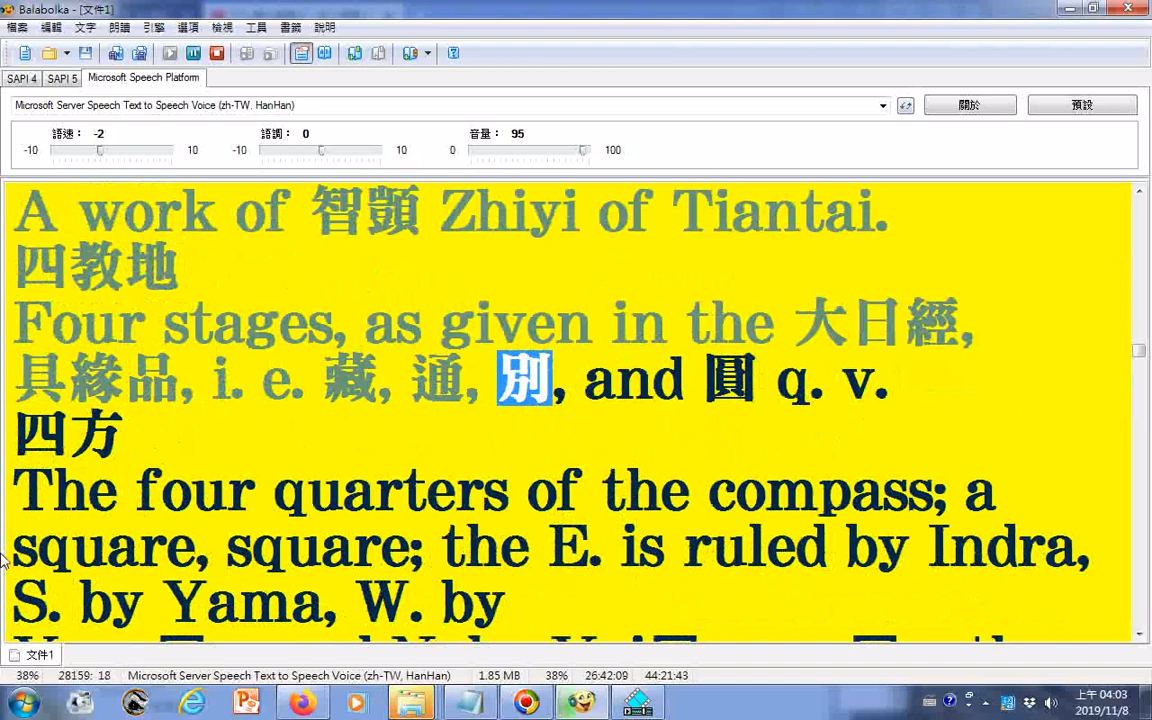 Balabolka - [文件1]
檔案 編輯 文字 朗讀 引擎 選項 檢視 工具 書籤 說明
SAPI 4 SAPI 5 Microsoft Speech Platform
Microsoft Server Speech Text to Speech Voice (zh-TW, HanHan) 關於 預設
語速： -2 語調： 0 音量： 95
-10 10 -10 10 0 100
A work of 智顗 Zhiyi of Tiantai.
四教地
Four stages, as given in the 大日經,
具緣品, i. e. 藏, 通, 別, and 圓 q. v.
四方
The four quarters of the compass; a
square, square; the E. is ruled by Indra,
S. by Yama, W. by
文件1
38% 28159: 18 Microsoft Server Speech Text to Speech Voice (zh-TW, HanHan) 1.85 MB 38% 26:42:09 44:21:43
上午 04:03
2019/11/8